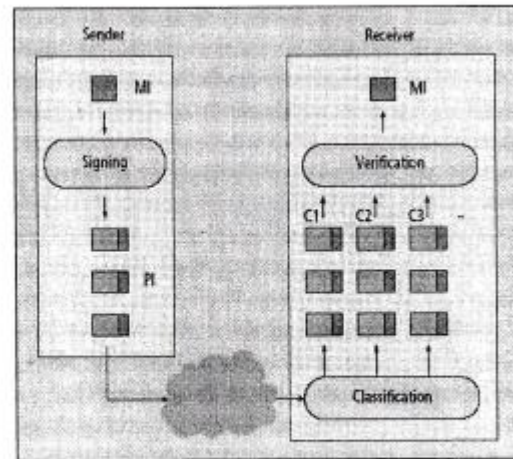 Sender
Receiver
MI
MI
Signing
Verification
C1 C2 C3
PI
Classification